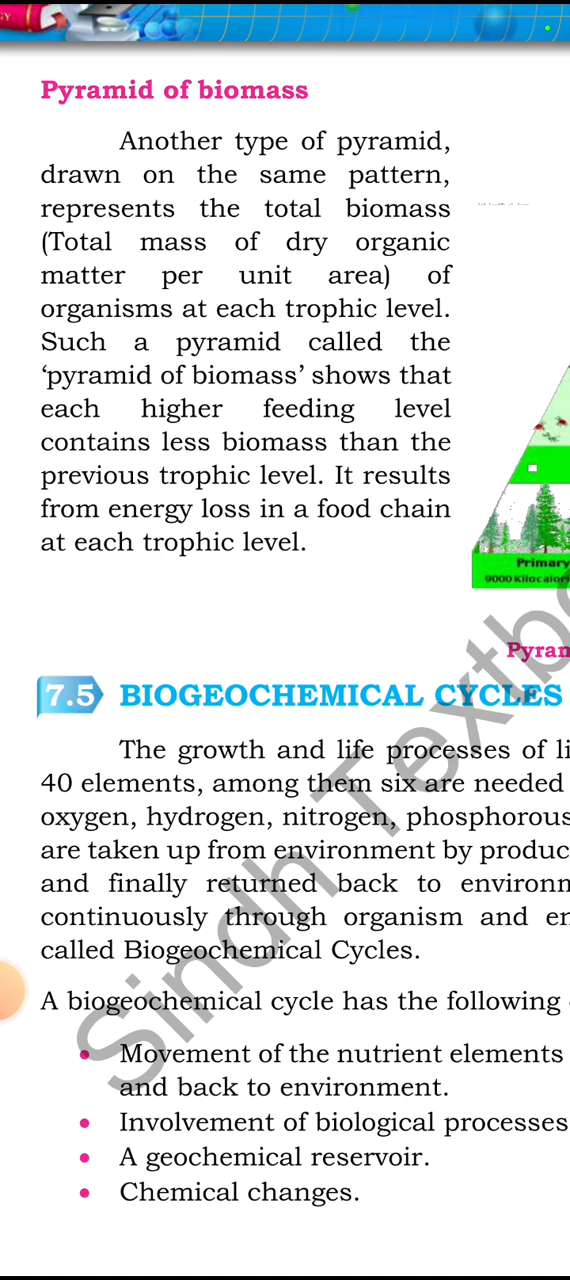 Pyramid of biomass
Another type of pyramid,
drawn on the same pattern,
represents the total biomass
(Total mass of dry organic
matter per unit area) of
organisms at each trophic level.
Such a pyramid called the
‘pyramid of biomass’ shows that
each higher feeding level
contains less biomass than the
previous trophic level. It results
from energy loss in a food chain
at each trophic level.
Primary
9000 Kilocalori
Pyram
7.5 BIOGEOCHEMICAL CYCLES
The growth and life processes of li
40 elements, among them six are needed
oxygen, hydrogen, nitrogen, phosphorous
are taken up from environment by produc
and finally returned back to environm
continuously through organism and en
called Biogeochemical Cycles.
A biogeochemical cycle has the following
• Movement of the nutrient elements
and back to environment.
• Involvement of biological processes
• A geochemical reservoir.
• Chemical changes.
Sindh Textbo